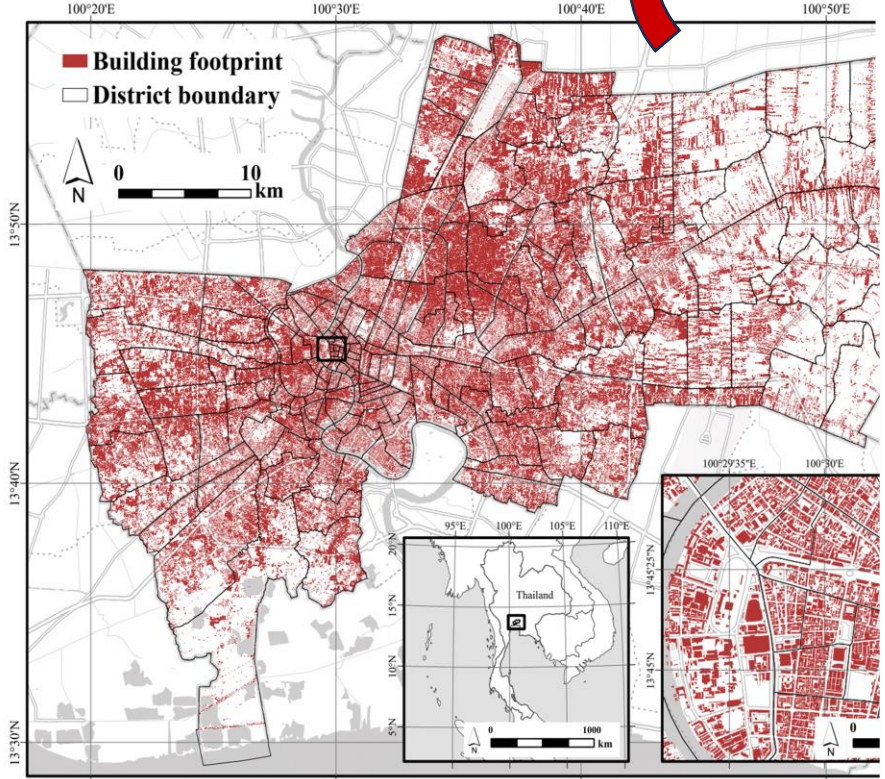 100°20'E
100°30'E
100°40'E
100°50'E
Building footprint
District boundary
0
10
km
N
13°50'N
13°40'N
13°30'N
95°E
100°E
105°E
110°E
20°N
15°N
10°N
5°N
Thailand
N
0
1000
km
100°29'35"E
100°30'E
13°45'25"N
13°45'N
N
0